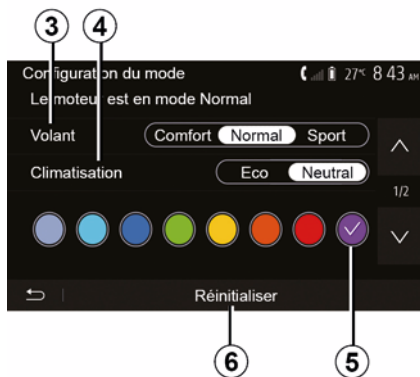 3 4
Configuration du mode 27°C 8 43 AM
Le moteur est en mode Normal
Volant Comfort Normal Sport
Climatisation Eco Neutral
1/2
Réinitialiser
6 5